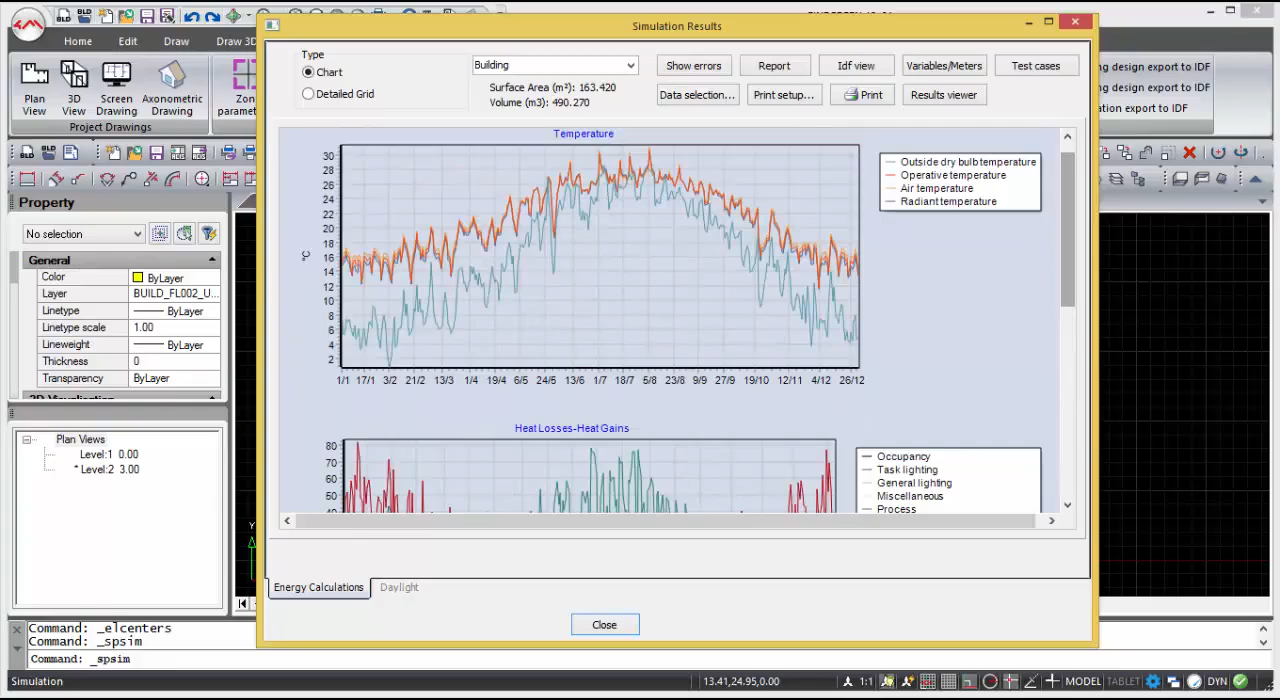 BLD BLD
Simulation Results
Home Edit Draw Draw 3D
Plan View
3D View
Screen Drawing
Axonometric Drawing
Zon
paramet
Project Drawings
ng design export to IDF
ng design export to IDF
ation export to IDF
Type
Chart
Detailed Grid
Building
Surface Area (m²): 163.420
Volume (m3): 490.270
Show errors Report Idf view Variables/Meters Test cases
Data selection... Print setup... Print Results viewer
BLD BLD
Property
No selection
General
Color ByLayer
Layer BUILD_FL002_U...
Linetype ByLayer
Linetype scale 1.00
Lineweight ByLayer
Thickness 0
Transparency ByLayer
Plan Views
Level:1 0.00
* Level:2 3.00
Temperature
30
28
26
24
22
20
18
16
14
12
10
8
6
4
2
°C
1/1 17/1 3/2 21/2 13/3 1/4 19/4 6/5 24/5 13/6 1/7 18/7 5/8 23/8 9/9 27/9 19/10 12/11 4/12 26/12
Outside dry bulb temperature
Operative temperature
Air temperature
Radiant temperature
Heat Losses-Heat Gains
80
70
60
50
40
Occupancy
Task lighting
General lighting
Miscellaneous
Process
Y
Energy Calculations Daylight
Close
Command: _elcenters
Command: _spsim
Command: _spsim
Simulation
13.41,24.95,0.00
1:1
MODEL TABLET DYN